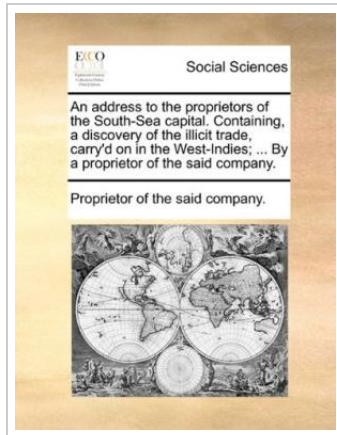 ECCO
Social Sciences
An address to the proprietors of
the South-Sea capital. Containing,
a discovery of the illicit trade,
carry'd on in the West-Indies; ... By
a proprietor of the said company.
Proprietor of the said company.